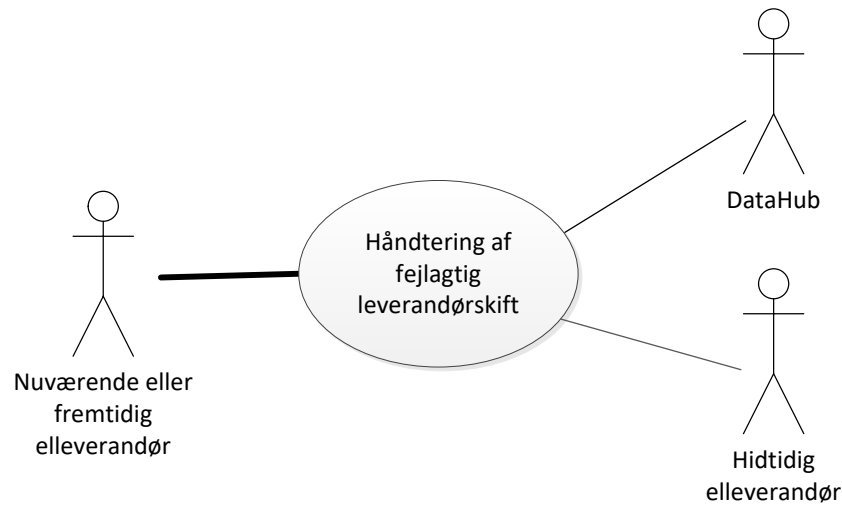 DataHub
Håndtering af
fejlagtig
leverandørskift
Nuværende eller
fremtidig
elleverandør
Hidtidig
elleverandør